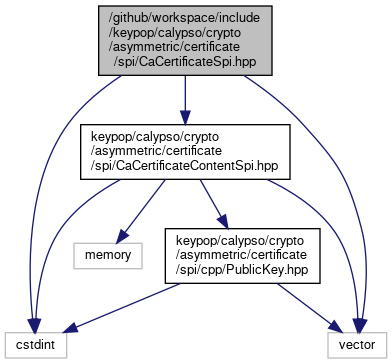 /github/workspace/include
/keypop/calypso/crypto
/asymmetric/certificate
/spi/CaCertificateSpi.hpp
keypop/calypso/crypto
/asymmetric/certificate
/spi/CaCertificateContentSpi.hpp
memory
keypop/calypso/crypto
/asymmetric/certificate
/spi/cpp/PublicKey.hpp
cstdint
vector